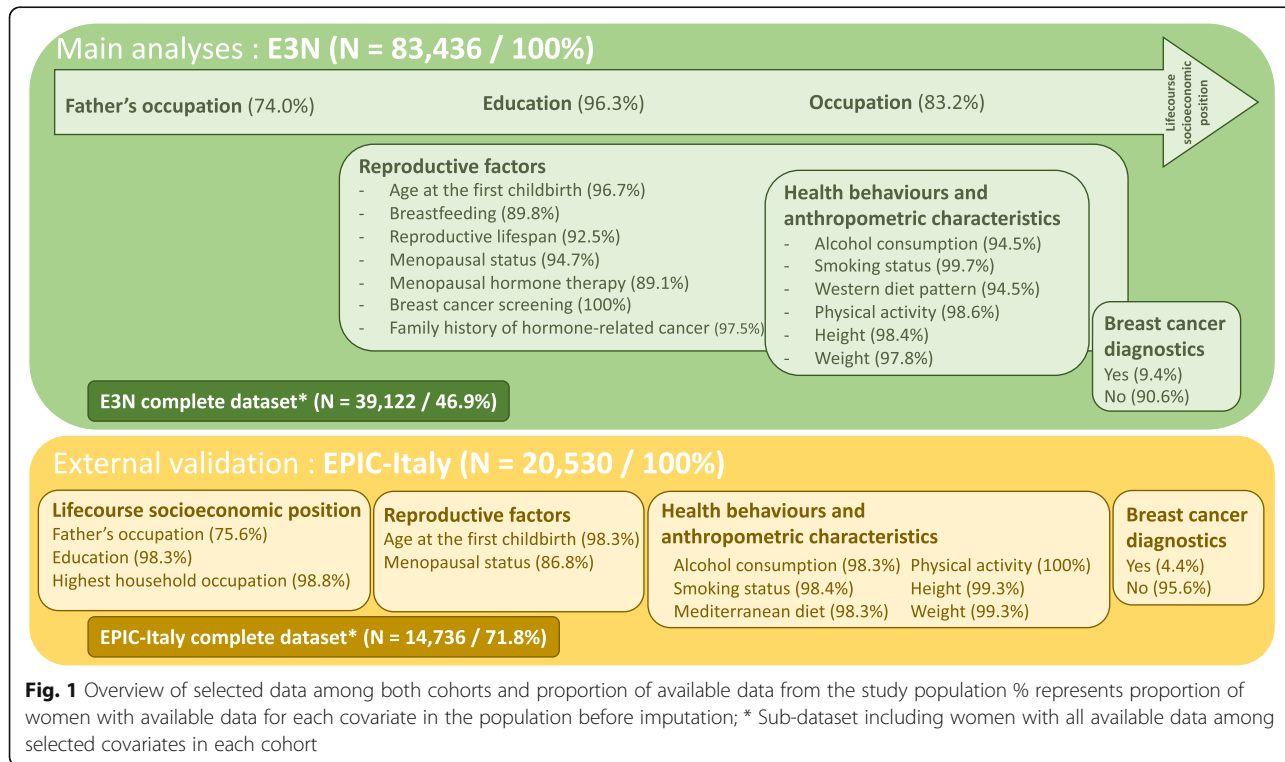 Main analyses : E3N (N = 83,436 / 100%)
Father's occupation (74.0%)
Education (96.3%)
Occupation (83.2%)
Lifecourse
socioeconomic
position
Reproductive factors
- Age at the first childbirth (96.7%)
- Breastfeeding (89.8%)
- Reproductive lifespan (92.5%)
- Menopausal status (94.7%)
- Menopausal hormone therapy (89.1%)
- Breast cancer screening (100%)
- Family history of hormone-related cancer (97.5%)
Health behaviours and
anthropometric characteristics
- Alcohol consumption (94.5%)
- Smoking status (99.7%)
- Western diet pattern (94.5%)
- Physical activity (98.6%)
- Height (98.4%)
- Weight (97.8%)
Breast cancer
diagnostics
Yes (9.4%)
No (90.6%)
E3N complete dataset* (N = 39,122 / 46.9%)
External validation : EPIC-Italy (N = 20,530 / 100%)
Lifecourse socioeconomic position
Father's occupation (75.6%)
Education (98.3%)
Highest household occupation (98.8%)
Reproductive factors
Age at the first childbirth (98.3%)
Menopausal status (86.8%)
Health behaviours and
anthropometric characteristics
Alcohol consumption (98.3%)
Smoking status (98.4%)
Mediterranean diet (98.3%)
Physical activity (100%)
Height (99.3%)
Weight (99.3%)
Breast cancer
diagnostics
Yes (4.4%)
No (95.6%)
EPIC-Italy complete dataset* (N = 14,736 / 71.8%)
Fig. 1 Overview of selected data among both cohorts and proportion of available data from the study population % represents proportion of
women with available data for each covariate in the population before imputation; * Sub-dataset including women with all available data among
selected covariates in each cohort